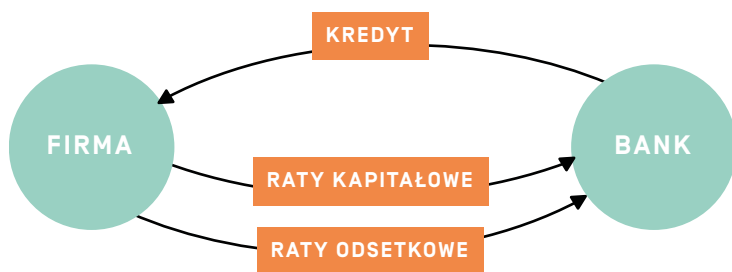 KREDYT
FIRMA
BANK
RATY KAPITAŁOWE
RATY ODSETKOWE